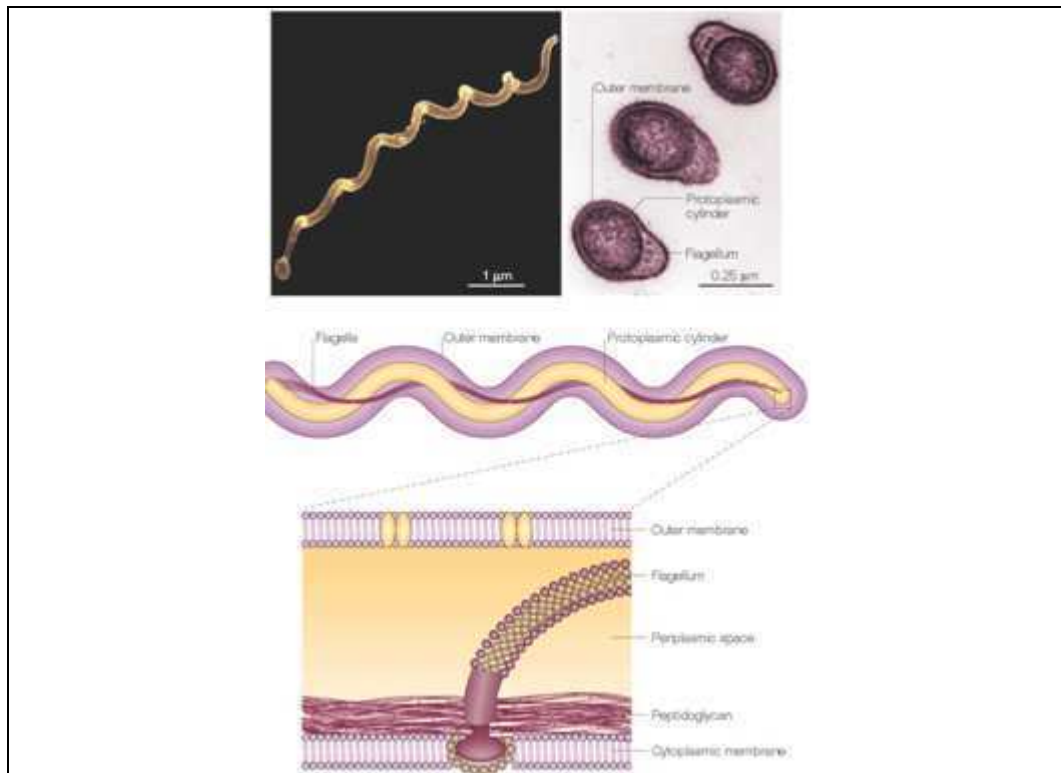 Outer membrane
Protoplasmic
cylinder
Flagellum
1 µm
0.25 µm
Flagella
Outer membrane
Protoplasmic cylinder
Outer membrane
Flagellum
Periplasmic space
Peptidoglycan
Cytoplasmic membrane